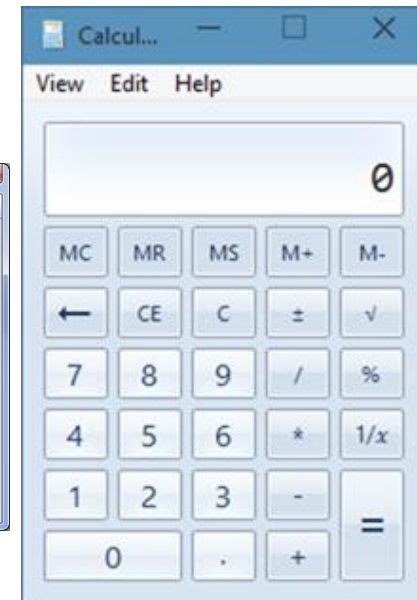 Calcul...
View Edit Help
0
MC MR MS M+ M-
← CE C ± √
7 8 9 / %
4 5 6 * 1/x
1 2 3 - =
0 . +